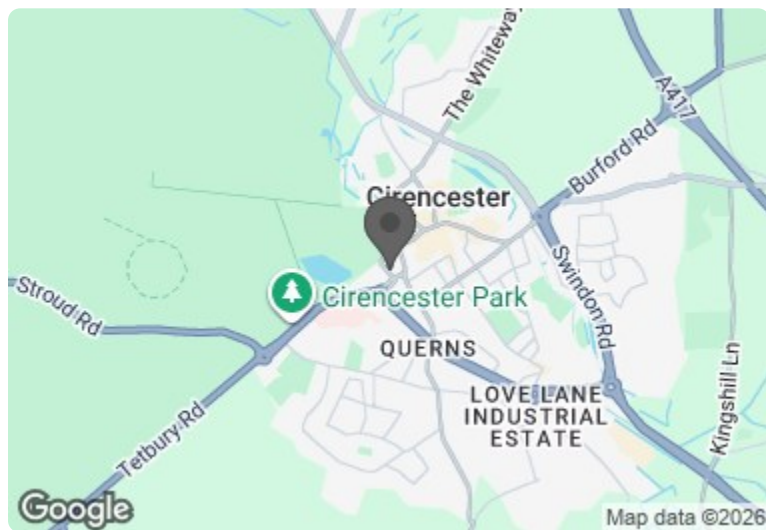 The Whiteway
A417
Burford Rd
Cirencester
Swindon Rd
Stroud Rd
Cirencester Park
QUERNS
Kingshill Ln
LOVE LANE
INDUSTRIAL
ESTATE
Tetbury Rd
Google
Map data ©2026